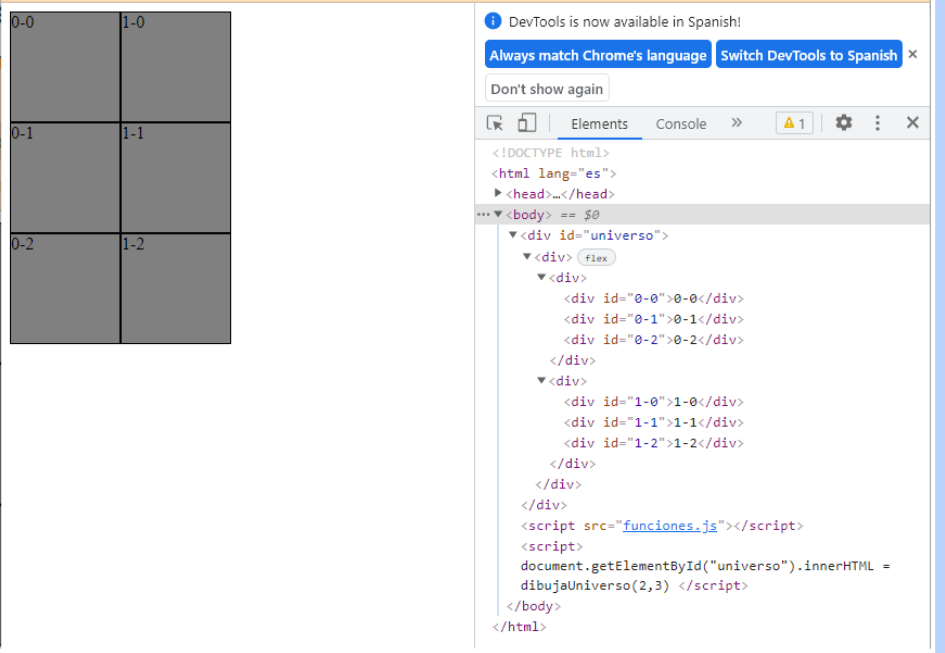 0-0 1-0
0-1 1-1
0-2 1-2
DevTools is now available in Spanish!
Always match Chrome's language Switch DevTools to Spanish ×
Don't show again
Elements Console » 1
<!DOCTYPE html>
<html lang="es">
<head>…</head>
<body> == $0
<div id="universo">
<div> flex
<div>
<div id="0-0">0-0</div>
<div id="0-1">0-1</div>
<div id="0-2">0-2</div>
</div>
<div>
<div id="1-0">1-0</div>
<div id="1-1">1-1</div>
<div id="1-2">1-2</div>
</div>
</div>
</div>
<script src="funciones.js"></script>
<script>
document.getElementById("universo").innerHTML =
dibujaUniverso(2,3) </script>
</body>
</html>